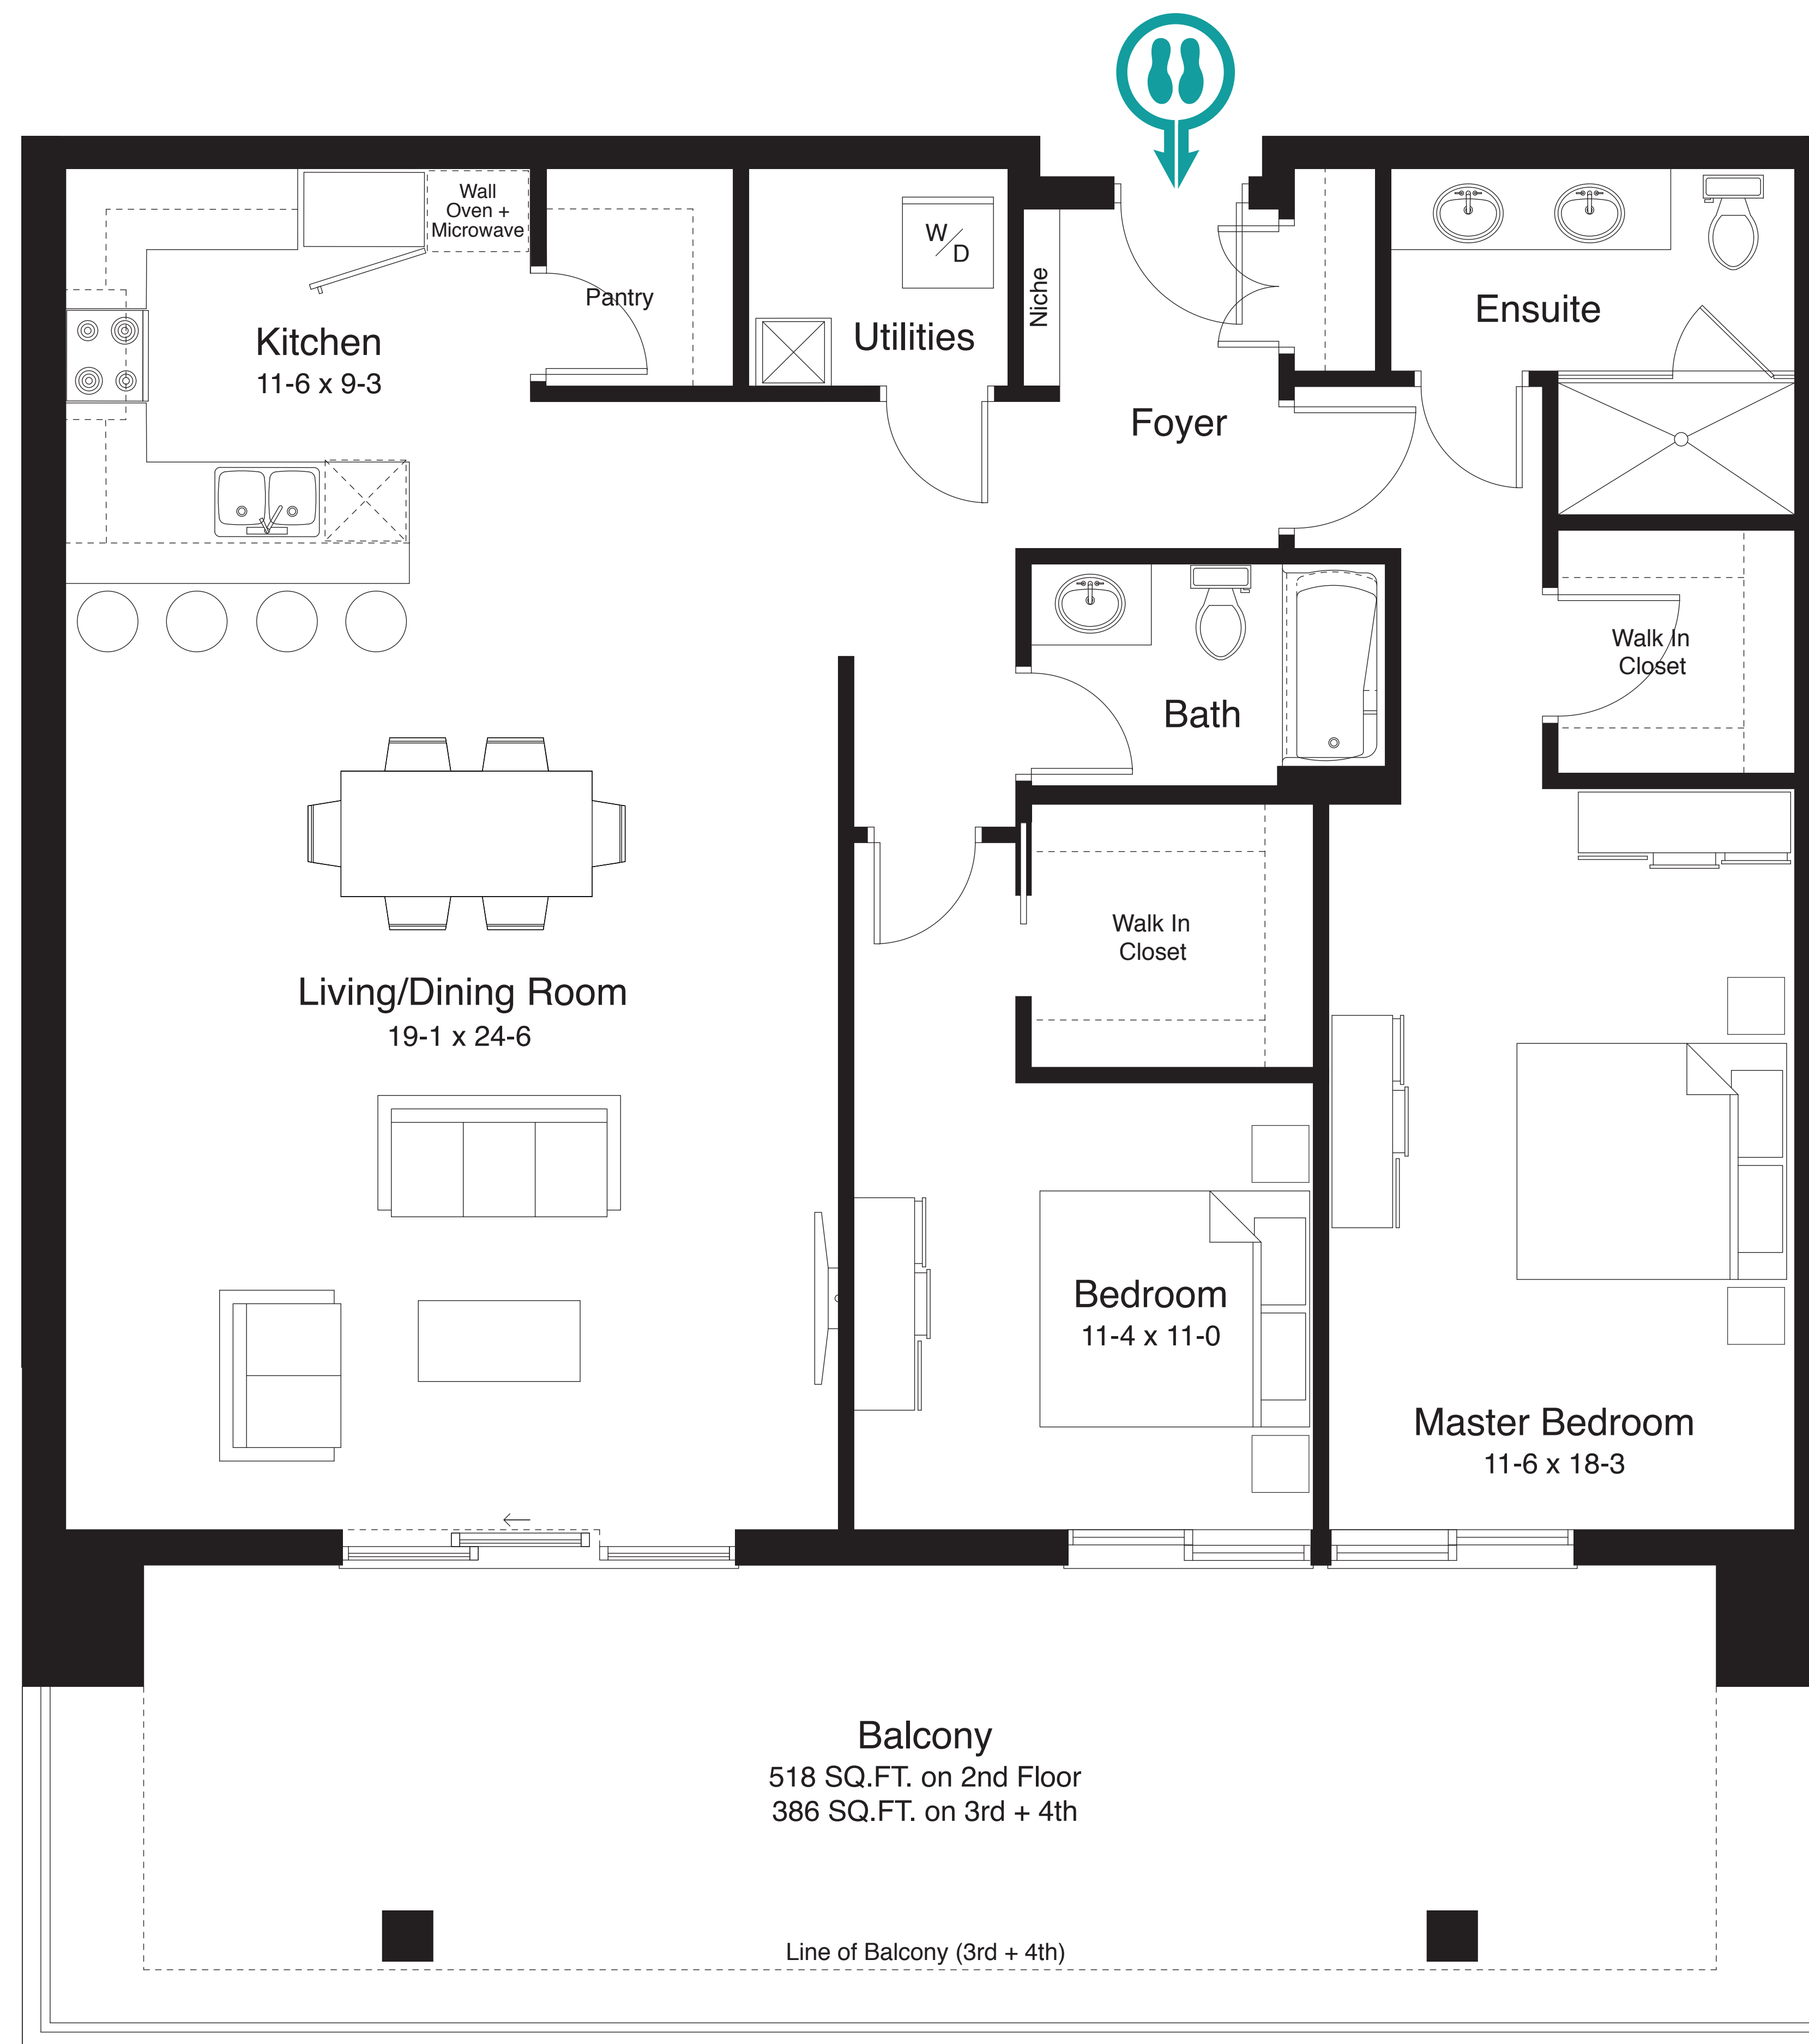 Wall
Oven +
Microwave
W/D
Pantry
Niche
Utilities
Ensuite
Kitchen
11-6 x 9-3
Foyer
Walk In
Closet
Bath
Walk In
Closet
Living/Dining Room
19-1 x 24-6
Bedroom
11-4 x 11-0
Master Bedroom
11-6 x 18-3
Balcony
518 SQ.FT. on 2nd Floor
386 SQ.FT. on 3rd + 4th
Line of Balcony (3rd + 4th)